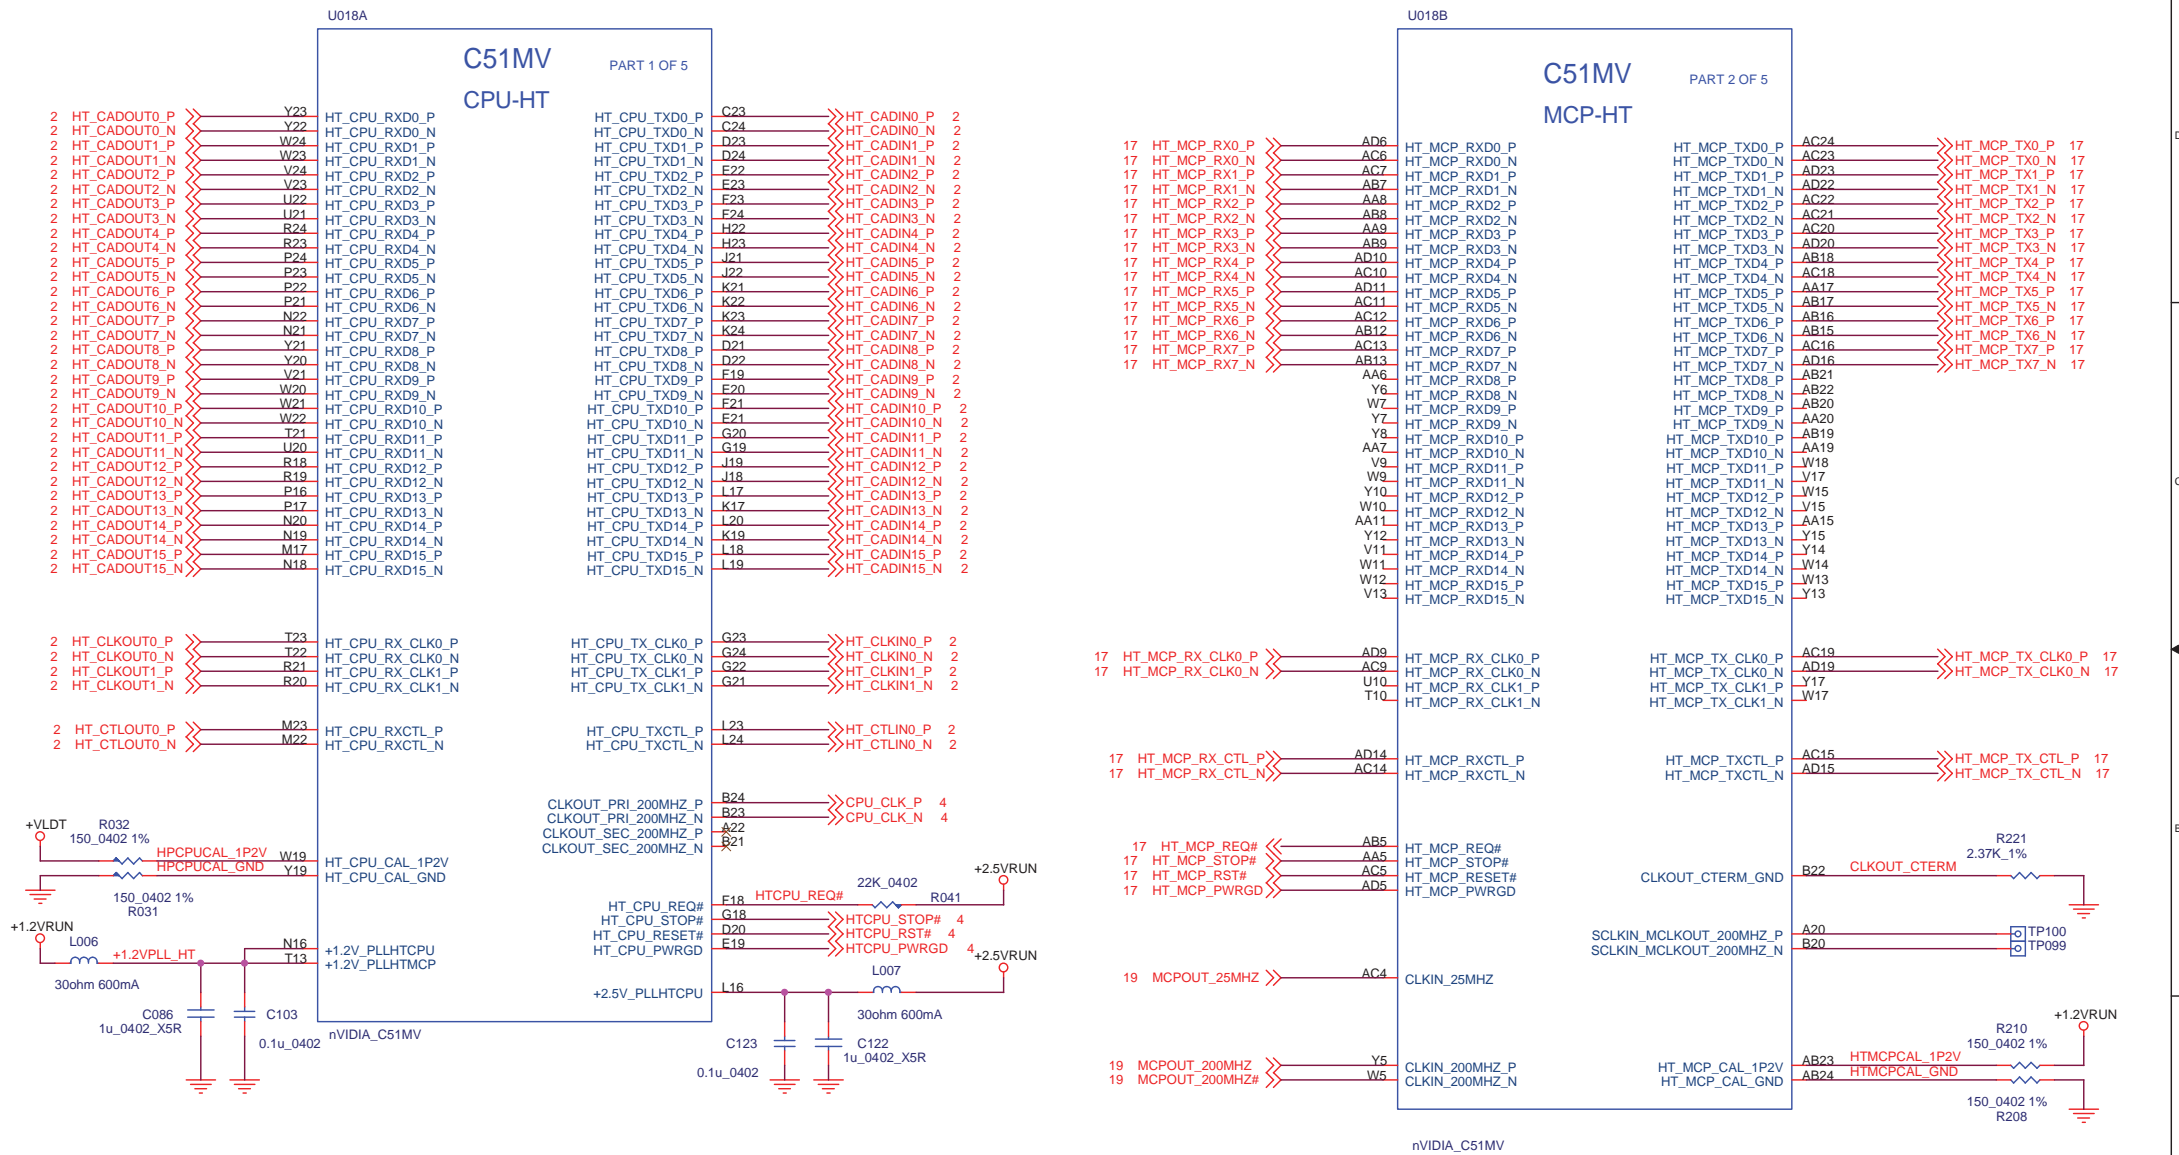 U018A
C51MV PART 1 OF 5
CPU-HT
2 HT_CADOUT0_P Y23 HT_CPU_RXD0_P HT_CPU_TXD0_P C23 HT_CADIN0_P 2
2 HT_CADOUT0_N Y22 HT_CPU_RXD0_N HT_CPU_TXD0_N C24 HT_CADIN0_N 2
2 HT_CADOUT1_P W24 HT_CPU_RXD1_P HT_CPU_TXD1_P D23 HT_CADIN1_P 2
2 HT_CADOUT1_N W23 HT_CPU_RXD1_N HT_CPU_TXD1_N D24 HT_CADIN1_N 2
2 HT_CADOUT2_P V24 HT_CPU_RXD2_P HT_CPU_TXD2_P E22 HT_CADIN2_P 2
2 HT_CADOUT2_N V23 HT_CPU_RXD2_N HT_CPU_TXD2_N E23 HT_CADIN2_N 2
2 HT_CADOUT3_P U22 HT_CPU_RXD3_P HT_CPU_TXD3_P F23 HT_CADIN3_P 2
2 HT_CADOUT3_N U21 HT_CPU_RXD3_N HT_CPU_TXD3_N F24 HT_CADIN3_N 2
2 HT_CADOUT4_P R24 HT_CPU_RXD4_P HT_CPU_TXD4_P H22 HT_CADIN4_P 2
2 HT_CADOUT4_N R23 HT_CPU_RXD4_N HT_CPU_TXD4_N H23 HT_CADIN4_N 2
2 HT_CADOUT5_P P24 HT_CPU_RXD5_P HT_CPU_TXD5_P J21 HT_CADIN5_P 2
2 HT_CADOUT5_N P23 HT_CPU_RXD5_N HT_CPU_TXD5_N J22 HT_CADIN5_N 2
2 HT_CADOUT6_P P22 HT_CPU_RXD6_P HT_CPU_TXD6_P K21 HT_CADIN6_P 2
2 HT_CADOUT6_N P21 HT_CPU_RXD6_N HT_CPU_TXD6_N K22 HT_CADIN6_N 2
2 HT_CADOUT7_P N22 HT_CPU_RXD7_P HT_CPU_TXD7_P K23 HT_CADIN7_P 2
2 HT_CADOUT7_N N21 HT_CPU_RXD7_N HT_CPU_TXD7_N K24 HT_CADIN7_N 2
2 HT_CADOUT8_P Y21 HT_CPU_RXD8_P HT_CPU_TXD8_P D21 HT_CADIN8_P 2
2 HT_CADOUT8_N Y20 HT_CPU_RXD8_N HT_CPU_TXD8_N D22 HT_CADIN8_N 2
2 HT_CADOUT9_P V21 HT_CPU_RXD9_P HT_CPU_TXD9_P F19 HT_CADIN9_P 2
2 HT_CADOUT9_N W20 HT_CPU_RXD9_N HT_CPU_TXD9_N E20 HT_CADIN9_N 2
2 HT_CADOUT10_P W21 HT_CPU_RXD10_P HT_CPU_TXD10_P F21 HT_CADIN10_P 2
2 HT_CADOUT10_N W22 HT_CPU_RXD10_N HT_CPU_TXD10_N E21 HT_CADIN10_N 2
2 HT_CADOUT11_P T21 HT_CPU_RXD11_P HT_CPU_TXD11_P G20 HT_CADIN11_P 2
2 HT_CADOUT11_N U20 HT_CPU_RXD11_N HT_CPU_TXD11_N G19 HT_CADIN11_N 2
2 HT_CADOUT12_P R18 HT_CPU_RXD12_P HT_CPU_TXD12_P J19 HT_CADIN12_P 2
2 HT_CADOUT12_N R19 HT_CPU_RXD12_N HT_CPU_TXD12_N J18 HT_CADIN12_N 2
2 HT_CADOUT13_P P16 HT_CPU_RXD13_P HT_CPU_TXD13_P L17 HT_CADIN13_P 2
2 HT_CADOUT13_N P17 HT_CPU_RXD13_N HT_CPU_TXD13_N K17 HT_CADIN13_N 2
2 HT_CADOUT14_P N20 HT_CPU_RXD14_P HT_CPU_TXD14_P L20 HT_CADIN14_P 2
2 HT_CADOUT14_N N19 HT_CPU_RXD14_N HT_CPU_TXD14_N K19 HT_CADIN14_N 2
2 HT_CADOUT15_P M17 HT_CPU_RXD15_P HT_CPU_TXD15_P L18 HT_CADIN15_P 2
2 HT_CADOUT15_N N18 HT_CPU_RXD15_N HT_CPU_TXD15_N L19 HT_CADIN15_N 2
2 HT_CLKOUT0_P T23 HT_CPU_RX_CLK0_P HT_CPU_TX_CLK0_P G23 HT_CLKIN0_P 2
2 HT_CLKOUT0_N T22 HT_CPU_RX_CLK0_N HT_CPU_TX_CLK0_N G24 HT_CLKIN0_N 2
2 HT_CLKOUT1_P R21 HT_CPU_RX_CLK1_P HT_CPU_TX_CLK1_P G22 HT_CLKIN1_P 2
2 HT_CLKOUT1_N R20 HT_CPU_RX_CLK1_N HT_CPU_TX_CLK1_N G21 HT_CLKIN1_N 2
2 HT_CTLOUT0_P M23 HT_CPU_RXCTL_P HT_CPU_TXCTL_P L23 HT_CTLIN0_P 2
2 HT_CTLOUT0_N M22 HT_CPU_RXCTL_N HT_CPU_TXCTL_N L24 HT_CTLIN0_N 2
CLKOUT_PRI_200MHZ_P B24 CPU_CLK_P 4
CLKOUT_PRI_200MHZ_N B23 CPU_CLK_N 4
CLKOUT_SEC_200MHZ_P A22
CLKOUT_SEC_200MHZ_N B21
+VLDT R032
150_0402 1%
HPCPUCAL_1P2V W19 HT_CPU_CAL_1P2V
HPCPUCAL_GND Y19 HT_CPU_CAL_GND
150_0402 1%
R031
+2.5VRUN
22K_0402
HT_CPU_REQ# F18 HTCPU_REQ# R041
HT_CPU_STOP# G18 HTCPU_STOP# 4
HT_CPU_RESET# D20 HTCPU_RST# 4
HT_CPU_PWRGD E19 HTCPU_PWRGD 4
+1.2VRUN
L006
+1.2VPLL_HT N16 +1.2V_PLLHTCPU
T13 +1.2V_PLLHTMCP
30ohm 600mA
+2.5VRUN
L007
+2.5V_PLLHTCPU L16
30ohm 600mA
C086
1u_0402_X5R
C103
0.1u_0402
nVIDIA_C51MV
C123
0.1u_0402
C122
1u_0402_X5R
U018B
C51MV PART 2 OF 5
MCP-HT
17 HT_MCP_RX0_P AD6 HT_MCP_RXD0_P HT_MCP_TXD0_P AC24 HT_MCP_TX0_P 17
17 HT_MCP_RX0_N AC6 HT_MCP_RXD0_N HT_MCP_TXD0_N AC23 HT_MCP_TX0_N 17
17 HT_MCP_RX1_P AC7 HT_MCP_RXD1_P HT_MCP_TXD1_P AD23 HT_MCP_TX1_P 17
17 HT_MCP_RX1_N AB7 HT_MCP_RXD1_N HT_MCP_TXD1_N AD22 HT_MCP_TX1_N 17
17 HT_MCP_RX2_P AA8 HT_MCP_RXD2_P HT_MCP_TXD2_P AC22 HT_MCP_TX2_P 17
17 HT_MCP_RX2_N AB8 HT_MCP_RXD2_N HT_MCP_TXD2_N AC21 HT_MCP_TX2_N 17
17 HT_MCP_RX3_P AA9 HT_MCP_RXD3_P HT_MCP_TXD3_P AC20 HT_MCP_TX3_P 17
17 HT_MCP_RX3_N AB9 HT_MCP_RXD3_N HT_MCP_TXD3_N AD20 HT_MCP_TX3_N 17
17 HT_MCP_RX4_P AD10 HT_MCP_RXD4_P HT_MCP_TXD4_P AB18 HT_MCP_TX4_P 17
17 HT_MCP_RX4_N AC10 HT_MCP_RXD4_N HT_MCP_TXD4_N AC18 HT_MCP_TX4_N 17
17 HT_MCP_RX5_P AD11 HT_MCP_RXD5_P HT_MCP_TXD5_P AA17 HT_MCP_TX5_P 17
17 HT_MCP_RX5_N AC11 HT_MCP_RXD5_N HT_MCP_TXD5_N AB17 HT_MCP_TX5_N 17
17 HT_MCP_RX6_P AC12 HT_MCP_RXD6_P HT_MCP_TXD6_P AB16 HT_MCP_TX6_P 17
17 HT_MCP_RX6_N AB12 HT_MCP_RXD6_N HT_MCP_TXD6_N AB15 HT_MCP_TX6_N 17
17 HT_MCP_RX7_P AC13 HT_MCP_RXD7_P HT_MCP_TXD7_P AC16 HT_MCP_TX7_P 17
17 HT_MCP_RX7_N AB13 HT_MCP_RXD7_N HT_MCP_TXD7_N AD16 HT_MCP_TX7_N 17
AA6 HT_MCP_RXD8_P HT_MCP_TXD8_P AB21
Y6 HT_MCP_RXD8_N HT_MCP_TXD8_N AB22
W7 HT_MCP_RXD9_P HT_MCP_TXD9_P AB20
Y7 HT_MCP_RXD9_N HT_MCP_TXD9_N AA20
Y8 HT_MCP_RXD10_P HT_MCP_TXD10_P AB19
AA7 HT_MCP_RXD10_N HT_MCP_TXD10_N AA19
V9 HT_MCP_RXD11_P HT_MCP_TXD11_P W18
W9 HT_MCP_RXD11_N HT_MCP_TXD11_N V17
Y10 HT_MCP_RXD12_P HT_MCP_TXD12_P W15
W10 HT_MCP_RXD12_N HT_MCP_TXD12_N V15
AA11 HT_MCP_RXD13_P HT_MCP_TXD13_P AA15
Y12 HT_MCP_RXD13_N HT_MCP_TXD13_N Y15
V11 HT_MCP_RXD14_P HT_MCP_TXD14_P Y14
W11 HT_MCP_RXD14_N HT_MCP_TXD14_N W14
W12 HT_MCP_RXD15_P HT_MCP_TXD15_P W13
V13 HT_MCP_RXD15_N HT_MCP_TXD15_N Y13
17 HT_MCP_RX_CLK0_P AD9 HT_MCP_RX_CLK0_P HT_MCP_TX_CLK0_P AC19 HT_MCP_TX_CLK0_P 17
17 HT_MCP_RX_CLK0_N AC9 HT_MCP_RX_CLK0_N HT_MCP_TX_CLK0_N AD19 HT_MCP_TX_CLK0_N 17
U10 HT_MCP_RX_CLK1_P HT_MCP_TX_CLK1_P Y17
T10 HT_MCP_RX_CLK1_N HT_MCP_TX_CLK1_N W17
17 HT_MCP_RX_CTL_P AD14 HT_MCP_RXCTL_P HT_MCP_TXCTL_P AC15 HT_MCP_TX_CTL_P 17
17 HT_MCP_RX_CTL_N AC14 HT_MCP_RXCTL_N HT_MCP_TXCTL_N AD15 HT_MCP_TX_CTL_N 17
17 HT_MCP_REQ# AB5 HT_MCP_REQ#
17 HT_MCP_STOP# AA5 HT_MCP_STOP#
17 HT_MCP_RST# AC5 HT_MCP_RESET#
17 HT_MCP_PWRGD AD5 HT_MCP_PWRGD
R221
2.37K_1%
CLKOUT_CTERM_GND B22 CLKOUT_CTERM
SCLKIN_MCLKOUT_200MHZ_P A20 TP100
SCLKIN_MCLKOUT_200MHZ_N B20 TP099
19 MCPOUT_25MHZ AC4 CLKIN_25MHZ
+1.2VRUN
R210
150_0402 1%
19 MCPOUT_200MHZ Y5 CLKIN_200MHZ_P HT_MCP_CAL_1P2V AB23 HTMCPCAL_1P2V
19 MCPOUT_200MHZ# W5 CLKIN_200MHZ_N HT_MCP_CAL_GND AB24 HTMCPCAL_GND
150_0402 1%
R208
nVIDIA_C51MV